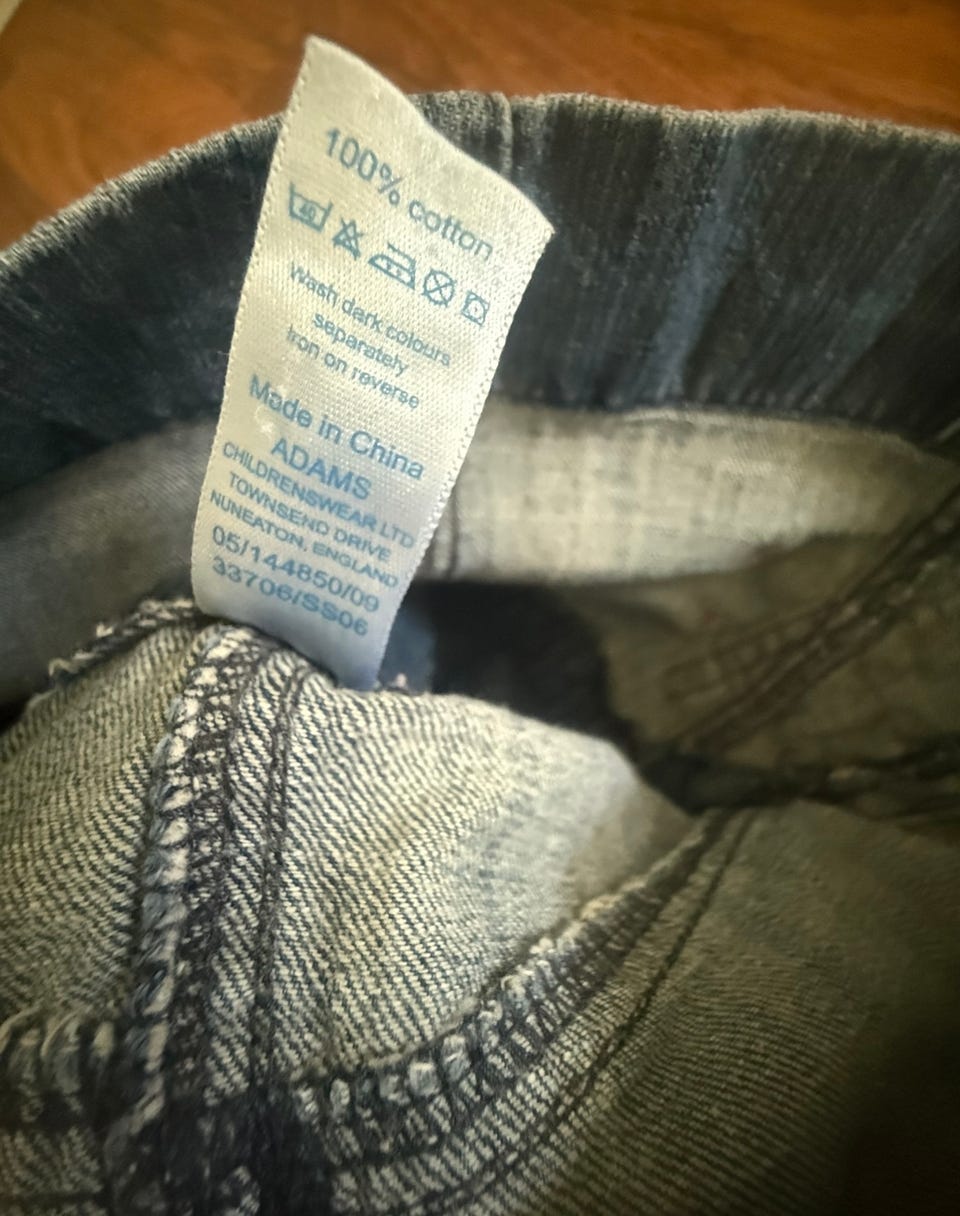 100% cotton
40
Wash dark colours
separately
Iron on reverse
Made in China
ADAMS
CHILDRENSWEAR LTD
TOWNSEND DRIVE
NUNEATON, ENGLAND
05/144850/09
33706/SS06